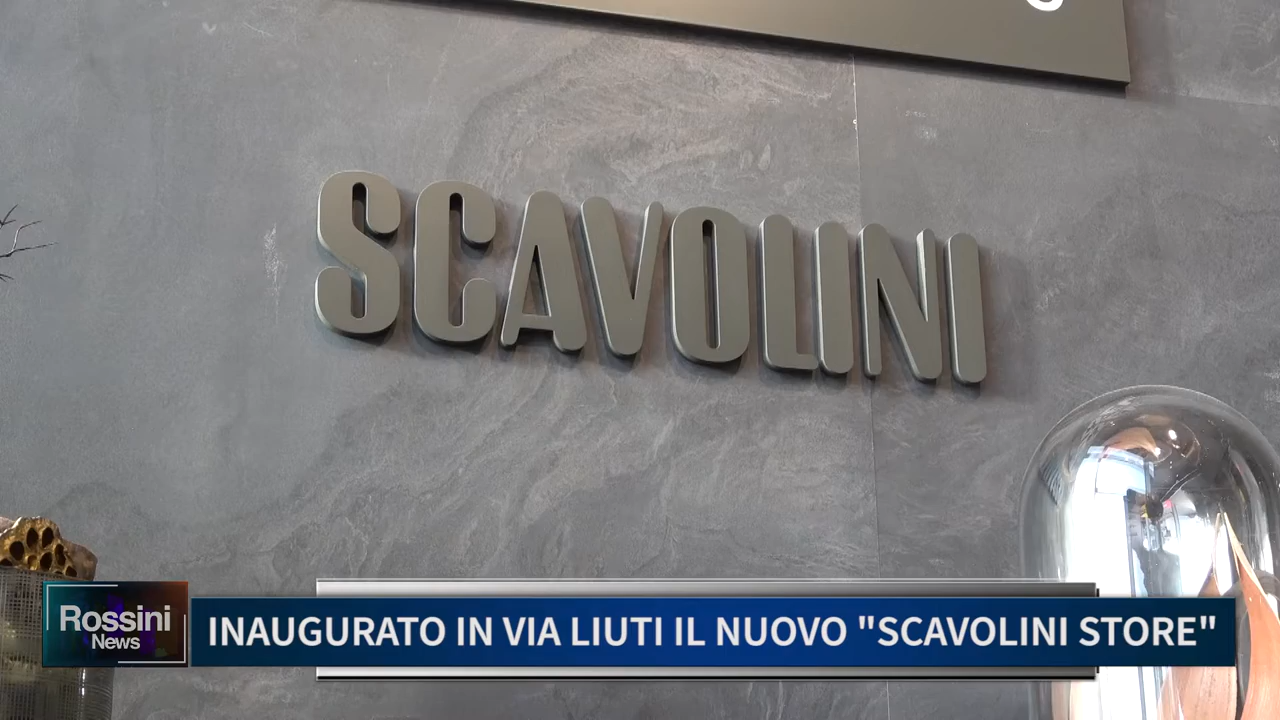 SCAVOLINI
Rossini
News
INAUGURATO IN VIA LIUTI IL NUOVO "SCAVOLINI STORE"